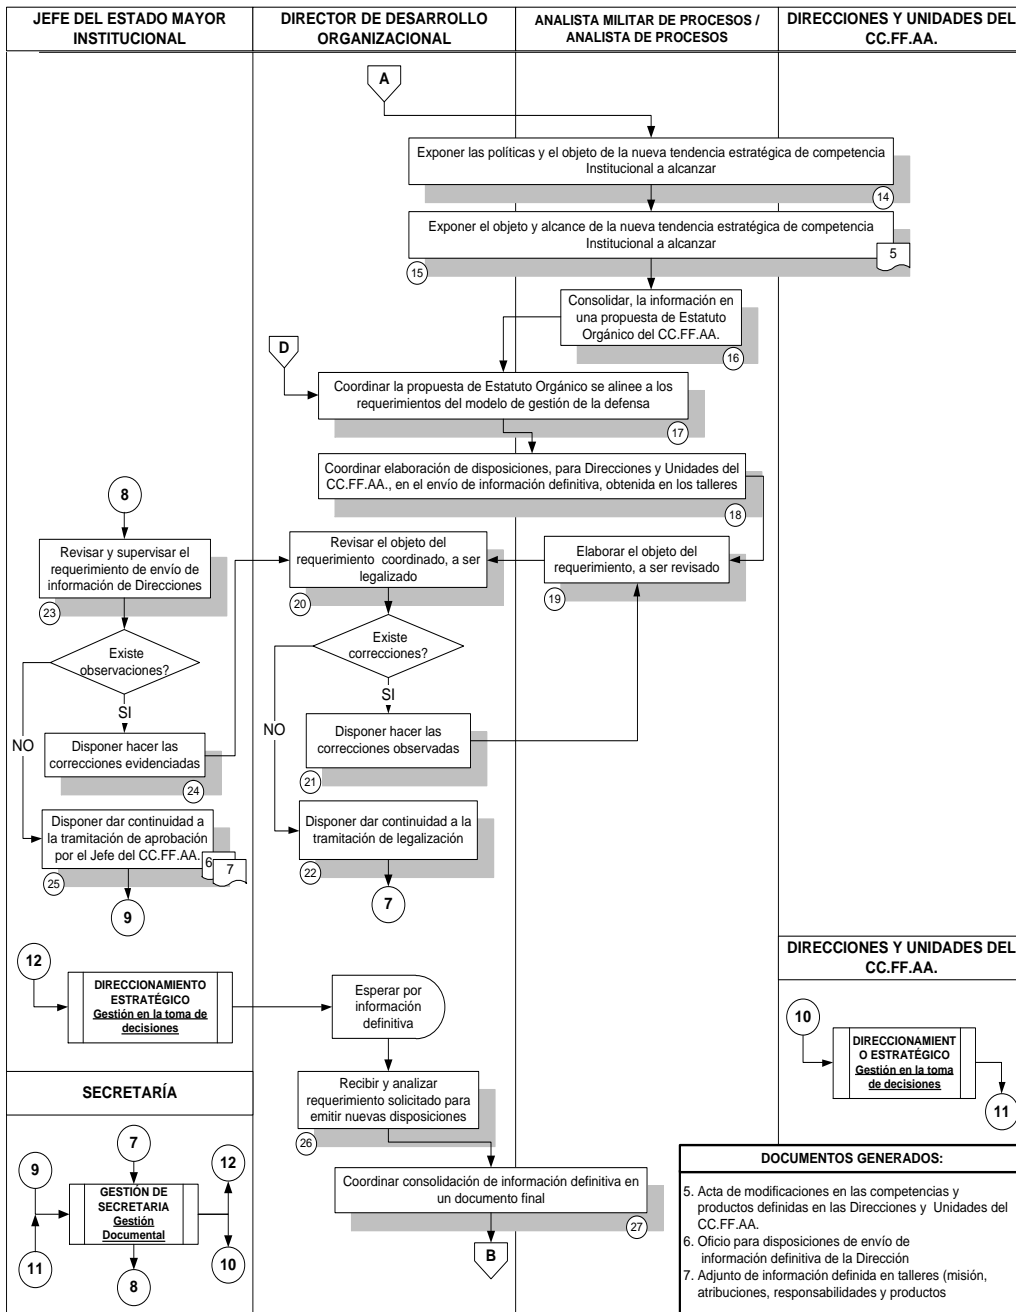 JEFE DEL ESTADO MAYOR
INSTITUCIONAL
DIRECTOR DE DESARROLLO
ORGANIZACIONAL
ANALISTA MILITAR DE PROCESOS /
ANALISTA DE PROCESOS
DIRECCIONES Y UNIDADES DEL
CC.FF.AA.
A
Exponer las políticas y el objeto de la nueva tendencia estratégica de competencia
Institucional a alcanzar
14
Exponer el objeto y alcance de la nueva tendencia estratégica de competencia
Institucional a alcanzar
5
15
Consolidar, la información en
una propuesta de Estatuto
Orgánico del CC.FF.AA.
16
D
Coordinar la propuesta de Estatuto Orgánico se alinee a los
requerimientos del modelo de gestión de la defensa
17
Coordinar elaboración de disposiciones, para Direcciones y Unidades del
CC.FF.AA., en el envío de información definitiva, obtenida en los talleres
18
8
Revisar y supervisar el
requerimiento de envío de
información de Direcciones
23
Revisar el objeto del
requerimiento coordinado, a ser
legalizado
20
Elaborar el objeto del
requerimiento, a ser revisado
19
Existe
observaciones?
SI
NO
Existe
correcciones?
SI
NO
Disponer hacer las
correcciones evidenciadas
24
Disponer hacer las
correcciones observadas
21
Disponer dar continuidad a
la tramitación de aprobación
por el Jefe del CC.FF.AA.
6
7
25
9
Disponer dar continuidad a la
tramitación de legalización
22
7
12
DIRECCIONAMIENTO
ESTRATÉGICO
Gestión en la toma de
decisiones
Esperar por
información
definitiva
DIRECCIONES Y UNIDADES DEL
CC.FF.AA.
10
DIRECCIONAMIENT
O ESTRATÉGICO
Gestión en la toma
de decisiones
11
SECRETARÍA
7
9
12
GESTIÓN DE
SECRETARIA
Gestión
Documental
11
10
8
Recibir y analizar
requerimiento solicitado para
emitir nuevas disposiciones
26
Coordinar consolidación de información definitiva en
un documento final
27
B
DOCUMENTOS GENERADOS:
5. Acta de modificaciones en las competencias y
productos definidas en las Direcciones y Unidades del
CC.FF.AA.
6. Oficio para disposiciones de envío de
información definitiva de la Dirección
7. Adjunto de información definida en talleres (misión,
atribuciones, responsabilidades y productos